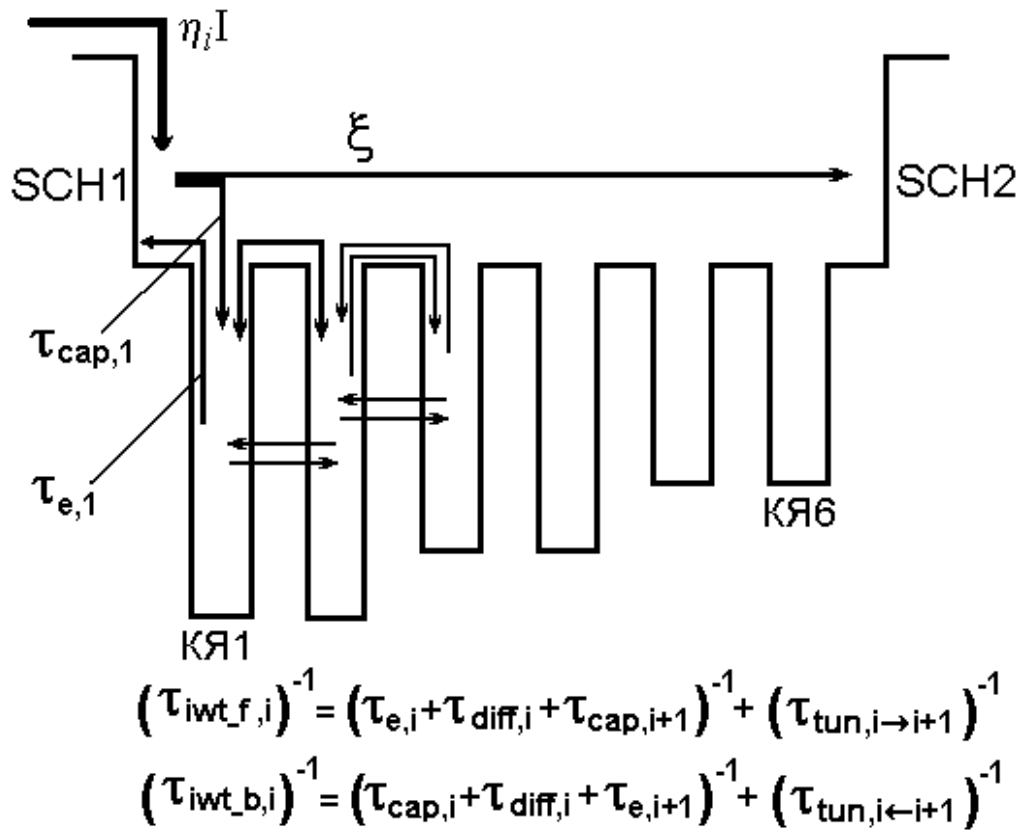 η_i I
ξ
SCH1
SCH2
τ_cap,1
τ_e,1
КЯ6
КЯ1
(τ_iwt_f,i)^-1 = (τ_e,i + τ_diff,i + τ_cap,i+1)^-1 + (τ_tun,i→i+1)^-1
(τ_iwt_b,i)^-1 = (τ_cap,i + τ_diff,i + τ_e,i+1)^-1 + (τ_tun,i←i+1)^-1